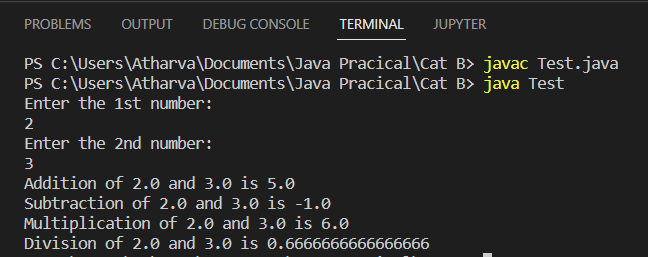 PROBLEMS OUTPUT DEBUG CONSOLE TERMINAL JUPYTER
PS C:\Users\Atharva\Documents\Java Pracical\Cat B> javac Test.java
PS C:\Users\Atharva\Documents\Java Pracical\Cat B> java Test
Enter the 1st number:
2
Enter the 2nd number:
3
Addition of 2.0 and 3.0 is 5.0
Subtraction of 2.0 and 3.0 is -1.0
Multiplication of 2.0 and 3.0 is 6.0
Division of 2.0 and 3.0 is 0.6666666666666666